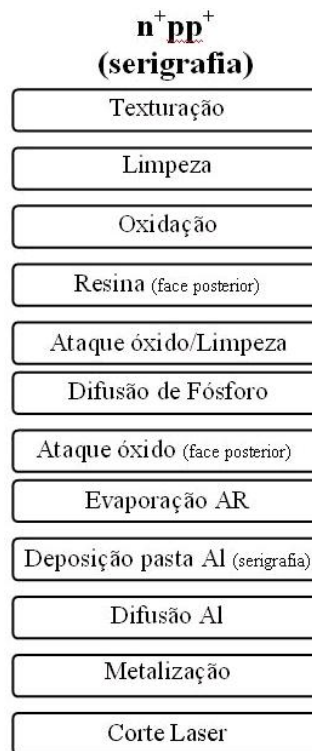 n⁺pp⁺
(serigrafia)
Texturação
Limpeza
Oxidação
Resina (face posterior)
Ataque óxido/Limpeza
Difusão de Fósforo
Ataque óxido (face posterior)
Evaporação AR
Deposição pasta Al (serigrafia)
Difusão Al
Metalização
Corte Laser